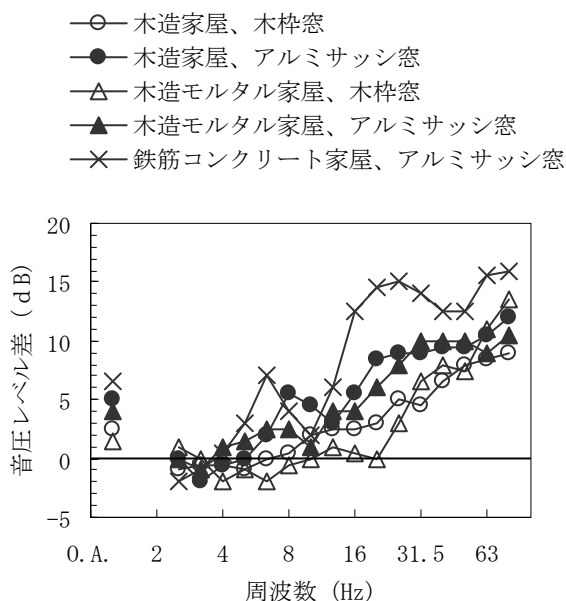 木造家屋、木枠窓
木造家屋、アルミサッシ窓
木造モルタル家屋、木枠窓
木造モルタル家屋、アルミサッシ窓
鉄筋コンクリート家屋、アルミサッシ窓
音圧レベル差（ｄB）
20
15
10
5
0
−5
O.A. 2 4 8 16 31.5 63
周波数 (Hz)